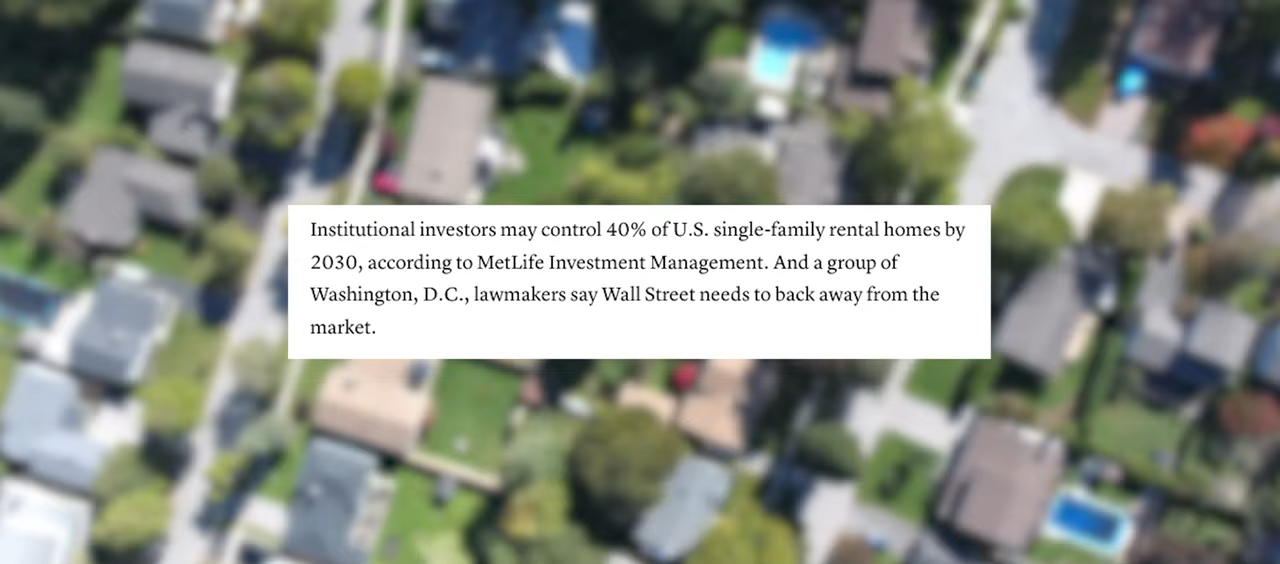 Institutional investors may control 40% of U.S. single-family rental homes by
2030, according to MetLife Investment Management. And a group of
Washington, D.C., lawmakers say Wall Street needs to back away from the
market.